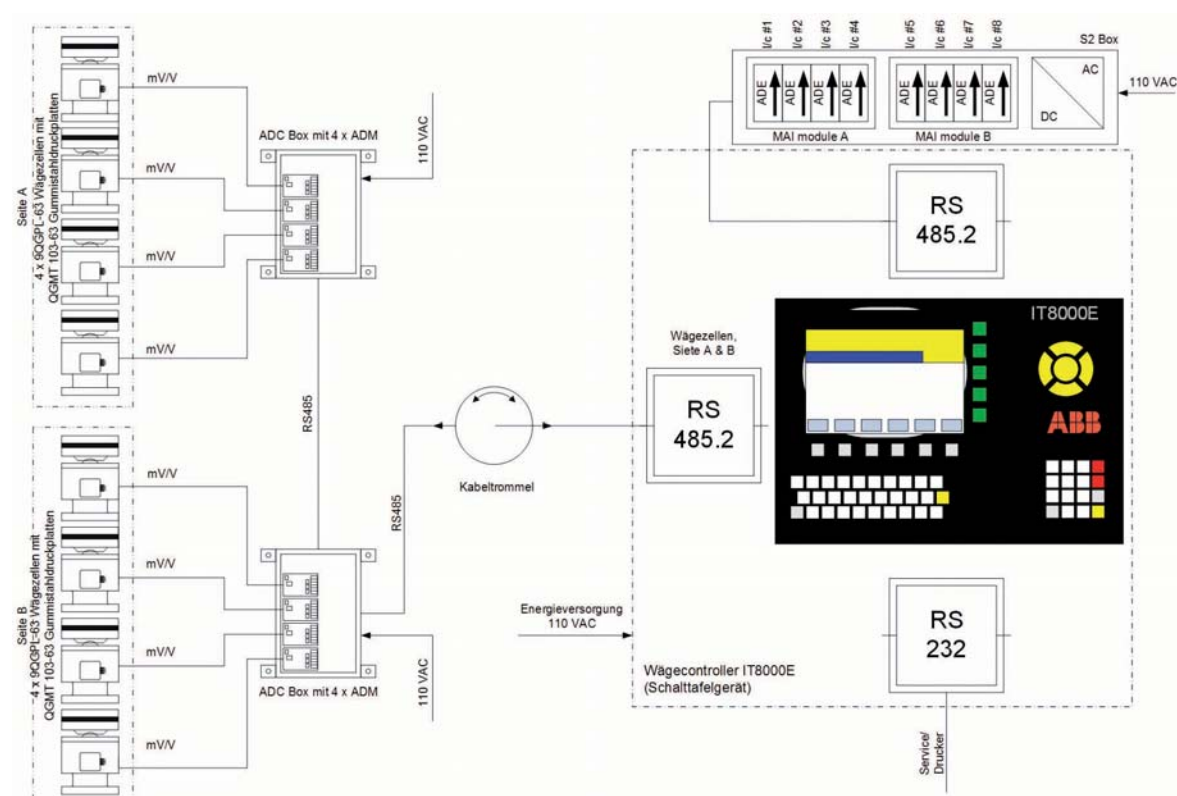 Seite A
4 x 9QGPL-63 Wägezellen mit
QGMT 103-63 Gummistahldruckplatten
mV/V
mV/V
mV/V
mV/V
ADC Box mit 4 x ADM
110 VAC
RS485
Seite B
4 x 9QGPL-63 Wägezellen mit
QGMT 103-63 Gummistahldruckplatten
mV/V
mV/V
mV/V
mV/V
ADC Box mit 4 x ADM
110 VAC
RS485
Kabeltrommel
Energieversorgung
110 VAC
I/c #1
I/c #2
I/c #3
I/c #4
I/c #5
I/c #6
I/c #7
I/c #8
S2 Box
ADE
ADE
ADE
ADE
ADE
ADE
ADE
ADE
AC
DC
110 VAC
MAI module A
MAI module B
RS
485.2
Wägezellen,
Siete A & B
RS
485.2
IT8000E
ABB
RS
232
Wägecontroller IT8000E
(Schalttafelgerät)
Service/
Drucker